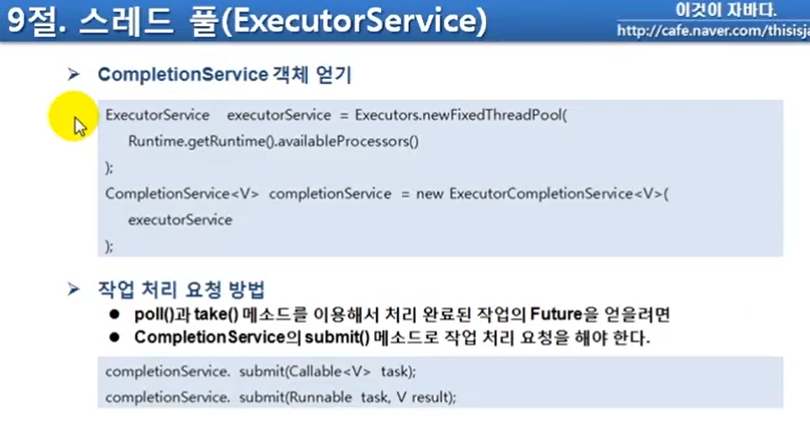 9절. 스레드 풀(ExecutorService)
이것이 자바다.
http://cafe.naver.com/thisisja
➤ CompletionService 객체 얻기
ExecutorService executorService = Executors.newFixedThreadPool(
Runtime.getRuntime().availableProcessors()
);
CompletionService<V> completionService = new ExecutorCompletionService<V>(
executorService
);
➤ 작업 처리 요청 방법
● poll()과 take() 메소드를 이용해서 처리 완료된 작업의 Future을 얻을려면
● CompletionService의 submit() 메소드로 작업 처리 요청을 해야 한다.
completionService. submit(Callable<V> task);
completionService. submit(Runnable task, V result);